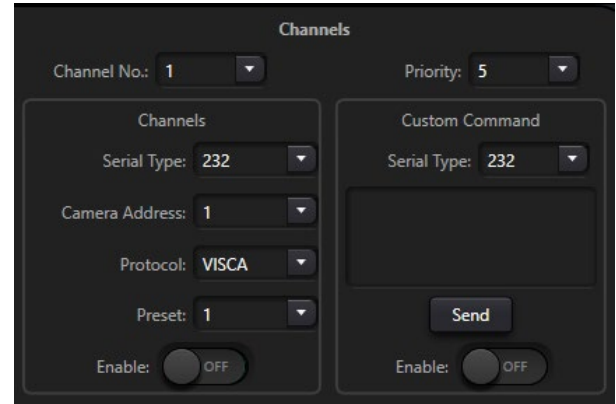 Channels
Channel No.: 1 Priority: 5
Channels
Serial Type: 232
Camera Address: 1
Protocol: VISCA
Preset: 1
Enable: OFF
Custom Command
Serial Type: 232
Send
Enable: OFF